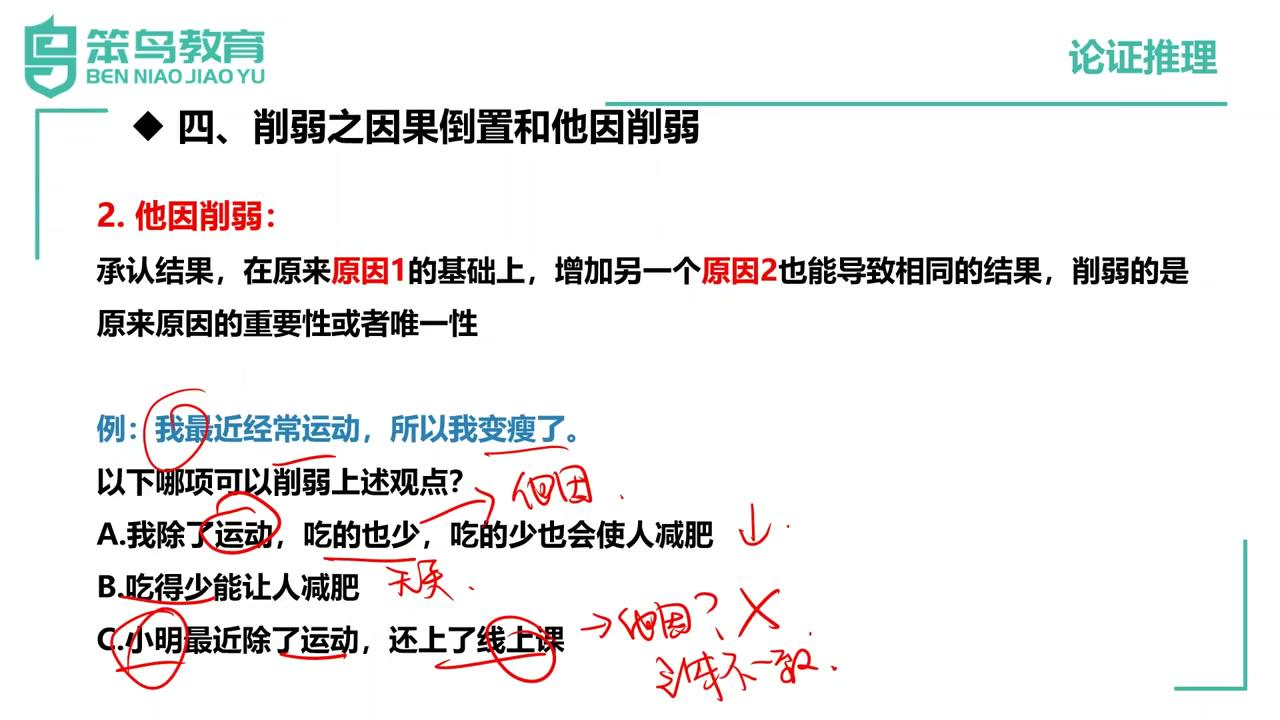 笨鸟教育
BEN NIAO JIAO YU
论证推理
四、削弱之因果倒置和他因削弱
2. 他因削弱：
承认结果，在原来原因1的基础上，增加另一个原因2也能导致相同的结果，削弱的是
原来原因的重要性或者唯一性
例：我最近经常运动，所以我变瘦了。
以下哪项可以削弱上述观点？
他因
A.我除了运动，吃的也少，吃的少也会使人减肥
B.吃得少能让人减肥
无关
C.小明最近除了运动，还上了线上课
他因？
主体不一致